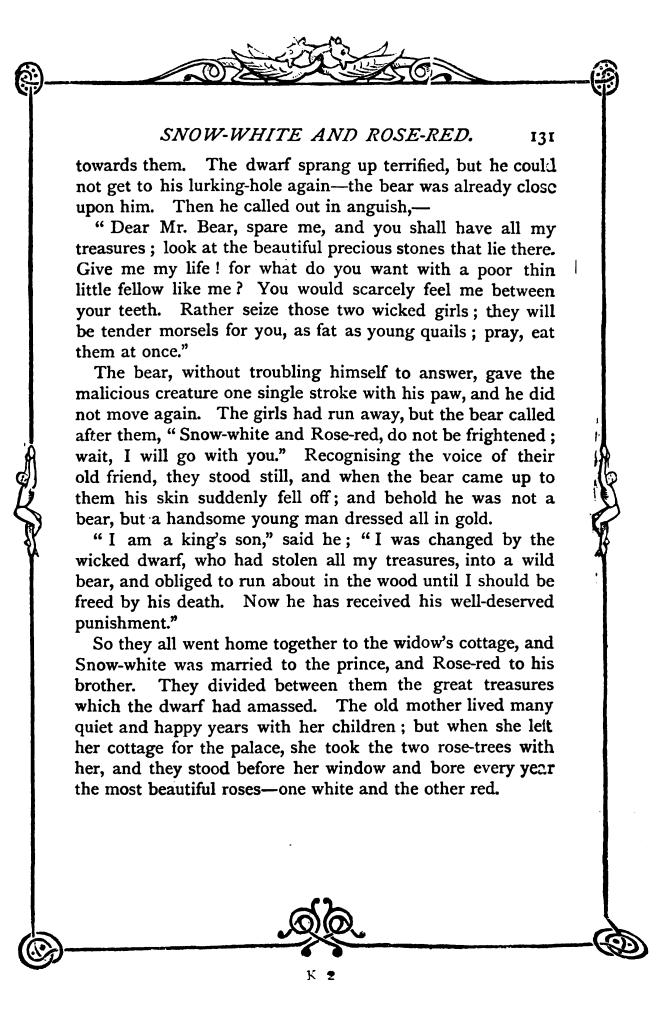 SNOW-WHITE AND ROSE-RED. 131
towards them. The dwarf sprang up terrified, but he could
not get to his lurking-hole again—the bear was already close
upon him. Then he called out in anguish,—
“ Dear Mr. Bear, spare me, and you shall have all my
treasures ; look at the beautiful precious stones that lie there.
Give me my life ! for what do you want with a poor thin
little fellow like me ? You would scarcely feel me between
your teeth. Rather seize those two wicked girls ; they will
be tender morsels for you, as fat as young quails ; pray, eat
them at once.”
The bear, without troubling himself to answer, gave the
malicious creature one single stroke with his paw, and he did
not move again. The girls had run away, but the bear called
after them, “ Snow-white and Rose-red, do not be frightened ;
wait, I will go with you.” Recognising the voice of their
old friend, they stood still, and when the bear came up to
them his skin suddenly fell off ; and behold he was not a
bear, but a handsome young man dressed all in gold.
“ I am a king’s son,” said he ; “ I was changed by the
wicked dwarf, who had stolen all my treasures, into a wild
bear, and obliged to run about in the wood until I should be
freed by his death. Now he has received his well-deserved
punishment.”
So they all went home together to the widow’s cottage, and
Snow-white was married to the prince, and Rose-red to his
brother. They divided between them the great treasures
which the dwarf had amassed. The old mother lived many
quiet and happy years with her children ; but when she left
her cottage for the palace, she took the two rose-trees with
her, and they stood before her window and bore every year
the most beautiful roses—one white and the other red.
K 2